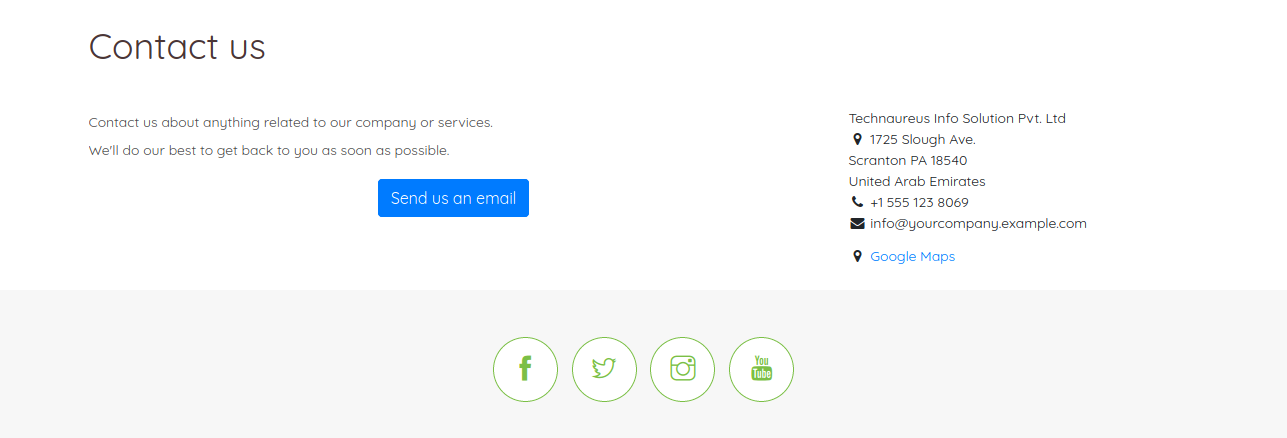 Contact us
Contact us about anything related to our company or services.
We'll do our best to get back to you as soon as possible.
Send us an email
Technaureus Info Solution Pvt. Ltd
1725 Slough Ave.
Scranton PA 18540
United Arab Emirates
+1 555 123 8069
info@yourcompany.example.com
Google Maps
You
Tube